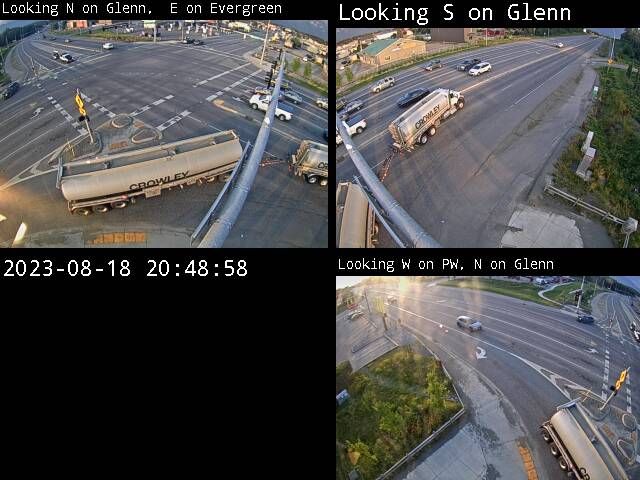 Looking N on Glenn,  E on Evergreen
Looking S on Glenn
CROWLEY
CROWLEY
2023-08-18 20:48:58
Looking W on PW, N on Glenn